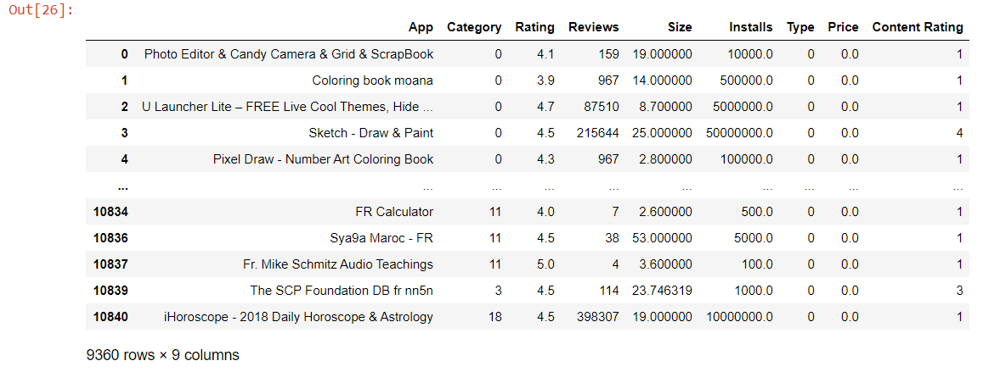 Out[26]:
App Category Rating Reviews Size Installs Type Price Content Rating
0 Photo Editor & Candy Camera & Grid & ScrapBook 0 4.1 159 19.000000 10000.0 0 0.0 1
1 Coloring book moana 0 3.9 967 14.000000 500000.0 0 0.0 1
2 U Launcher Lite – FREE Live Cool Themes, Hide ... 0 4.7 87510 8.700000 5000000.0 0 0.0 1
3 Sketch - Draw & Paint 0 4.5 215644 25.000000 50000000.0 0 0.0 4
4 Pixel Draw - Number Art Coloring Book 0 4.3 967 2.800000 100000.0 0 0.0 1
... ... ... ... ... ... ... ... ... ...
10834 FR Calculator 11 4.0 7 2.600000 500.0 0 0.0 1
10836 Sya9a Maroc - FR 11 4.5 38 53.000000 5000.0 0 0.0 1
10837 Fr. Mike Schmitz Audio Teachings 11 5.0 4 3.600000 100.0 0 0.0 1
10839 The SCP Foundation DB fr nn5n 3 4.5 114 23.746319 1000.0 0 0.0 3
10840 iHoroscope - 2018 Daily Horoscope & Astrology 18 4.5 398307 19.000000 10000000.0 0 0.0 1
9360 rows × 9 columns